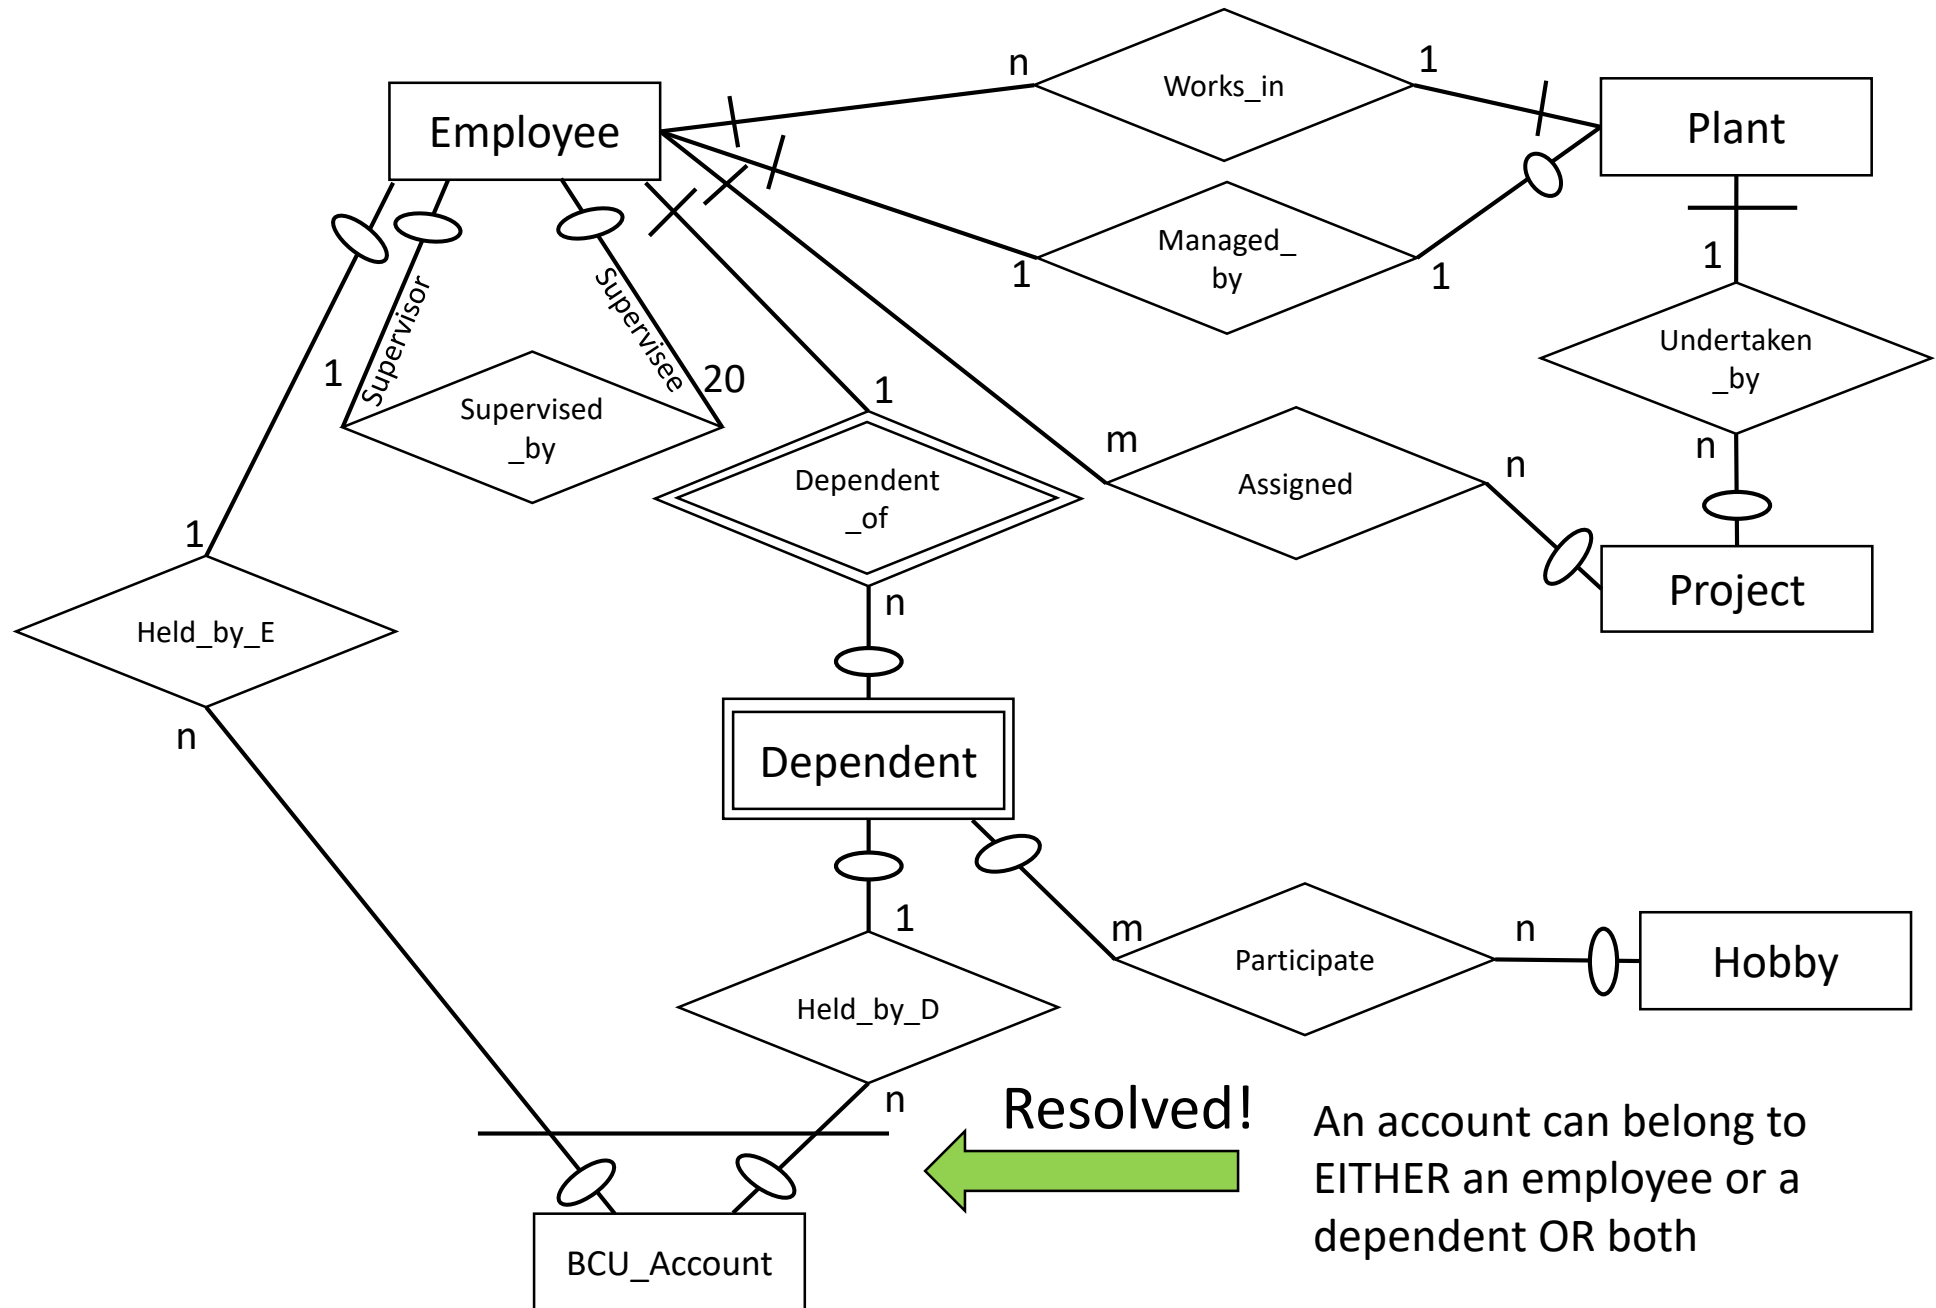 n
1
Works_in
Employee
Plant
Managed_
by
1
1
1
Supervisor
Supervisee
1
20
Supervised
_by
1
Undertaken
_by
n
m
n
Assigned
Dependent
_of
1
n
Project
Held_by_E
n
Dependent
1
m
n
Participate
Hobby
Held_by_D
n
Resolved!
An account can belong to
EITHER an employee or a
dependent OR both
BCU_Account